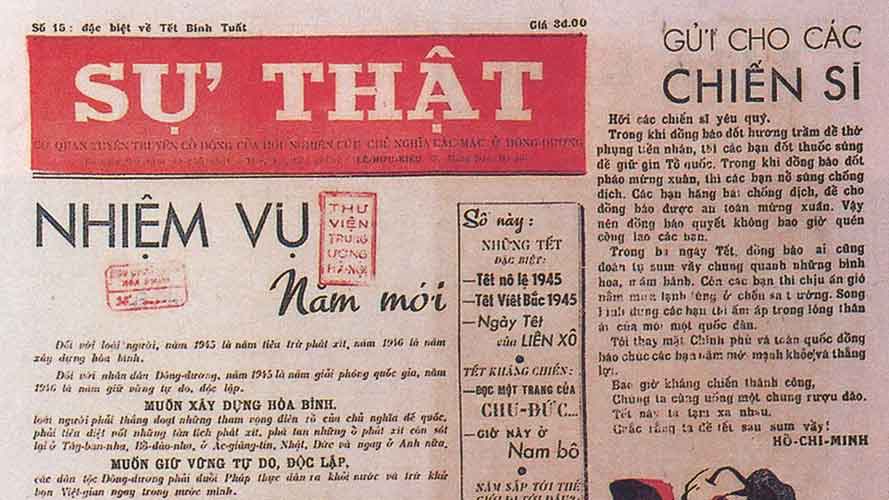 Số 15 : đặc biệt về Tết Bính Tuất
Giá 3đ.00
SỰ THẬT
CƠ QUAN TUYÊN TRUYỀN CỔ ĐỘNG CỦA HỘI NGHIÊN CỨU CHỦ NGHĨA CÁC-MÁC Ở ĐÔNG-DƯƠNG
NHIỆM VỤ
Năm mới
THƯ
VIỆN
TRUNG
ƯƠNG
HÀ NỘI
Đối với loài người, năm 1945 là năm tiễu trừ phát xít, năm 1946 là năm
xây dựng hòa bình.
Đối với nhân dân Đông-dương, năm 1945 là năm giải phóng quốc gia, năm
1946 là năm giữ vững tự do, độc lập.
MUỐN XÂY DỰNG HÒA BÌNH,
loài người phải thẳng đoạt những tham vọng điên rồ của chủ nghĩa đế quốc,
phải tiêu diệt nốt những tàn tích phát xít, phá tan những ổ phát xít còn sót
lại ở Tây-ban-nha, Bồ-đào-nha, ở Ác-giăng-tin, Nhật, Đức và ngay ở Anh nữa.
MUỐN GIỮ VỮNG TỰ DO, ĐỘC LẬP,
các dân tộc Đông-dương phải đuổi Pháp thực dân ra khỏi nước và trừ khử
bọn Việt-gian ngay trong nước mình.
Số này :
NHỮNG TẾT
ĐẶC BIỆT:
—Tết nô lệ 1945
—Tết Việt Bắc 1945
—Ngày Tết
của LIÊN XÔ
•
TẾT KHÁNG CHIẾN:
—ĐỌC MỘT TRANG CỦA
CHU-ĐỨC...
—GIỜ NÀY Ở
Nam bộ
•
NĂM SẮP TỚI THẾ
GIỚI ĐI TỚI ĐÂU?
GỬI CHO CÁC
CHIẾN SĨ
Hỡi các chiến sĩ yêu quý.
Trong khi đồng bào đốt hương trầm để thờ
phụng tiên nhân, thì các bạn đốt thuốc súng
để giữ gìn Tổ quốc. Trong khi đồng bào đốt
pháo mừng xuân, thì các bạn nổ súng chống
địch. Các bạn hăng hái chống địch, để cho
đồng bào được an toàn mừng xuân. Vậy
nên đồng bào quyết không bao giờ quên
công lao các bạn.
Trong ba ngày Tết, đồng bào ai cũng
đoàn tụ sum vầy chung quanh những bình
hoa, mâm bánh. Còn các bạn thì chịu ăn gió
nằm mưa lạnh lùng ở chốn sa trường. Song
hình dung các bạn thì ấm áp trong lòng thân
ái của mỗi một quốc dân.
Tôi thay mặt Chính phủ và toàn quốc đồng
bào chúc các bạn năm mới mạnh khỏe và thắng
lợi.
Bao giờ kháng chiến thành công,
Chúng ta cùng uống một chung rượu đào.
Tết này ta tạm xa nhau,
Chắc rằng ta để tết sau sum vầy!
HỒ-CHÍ-MINH